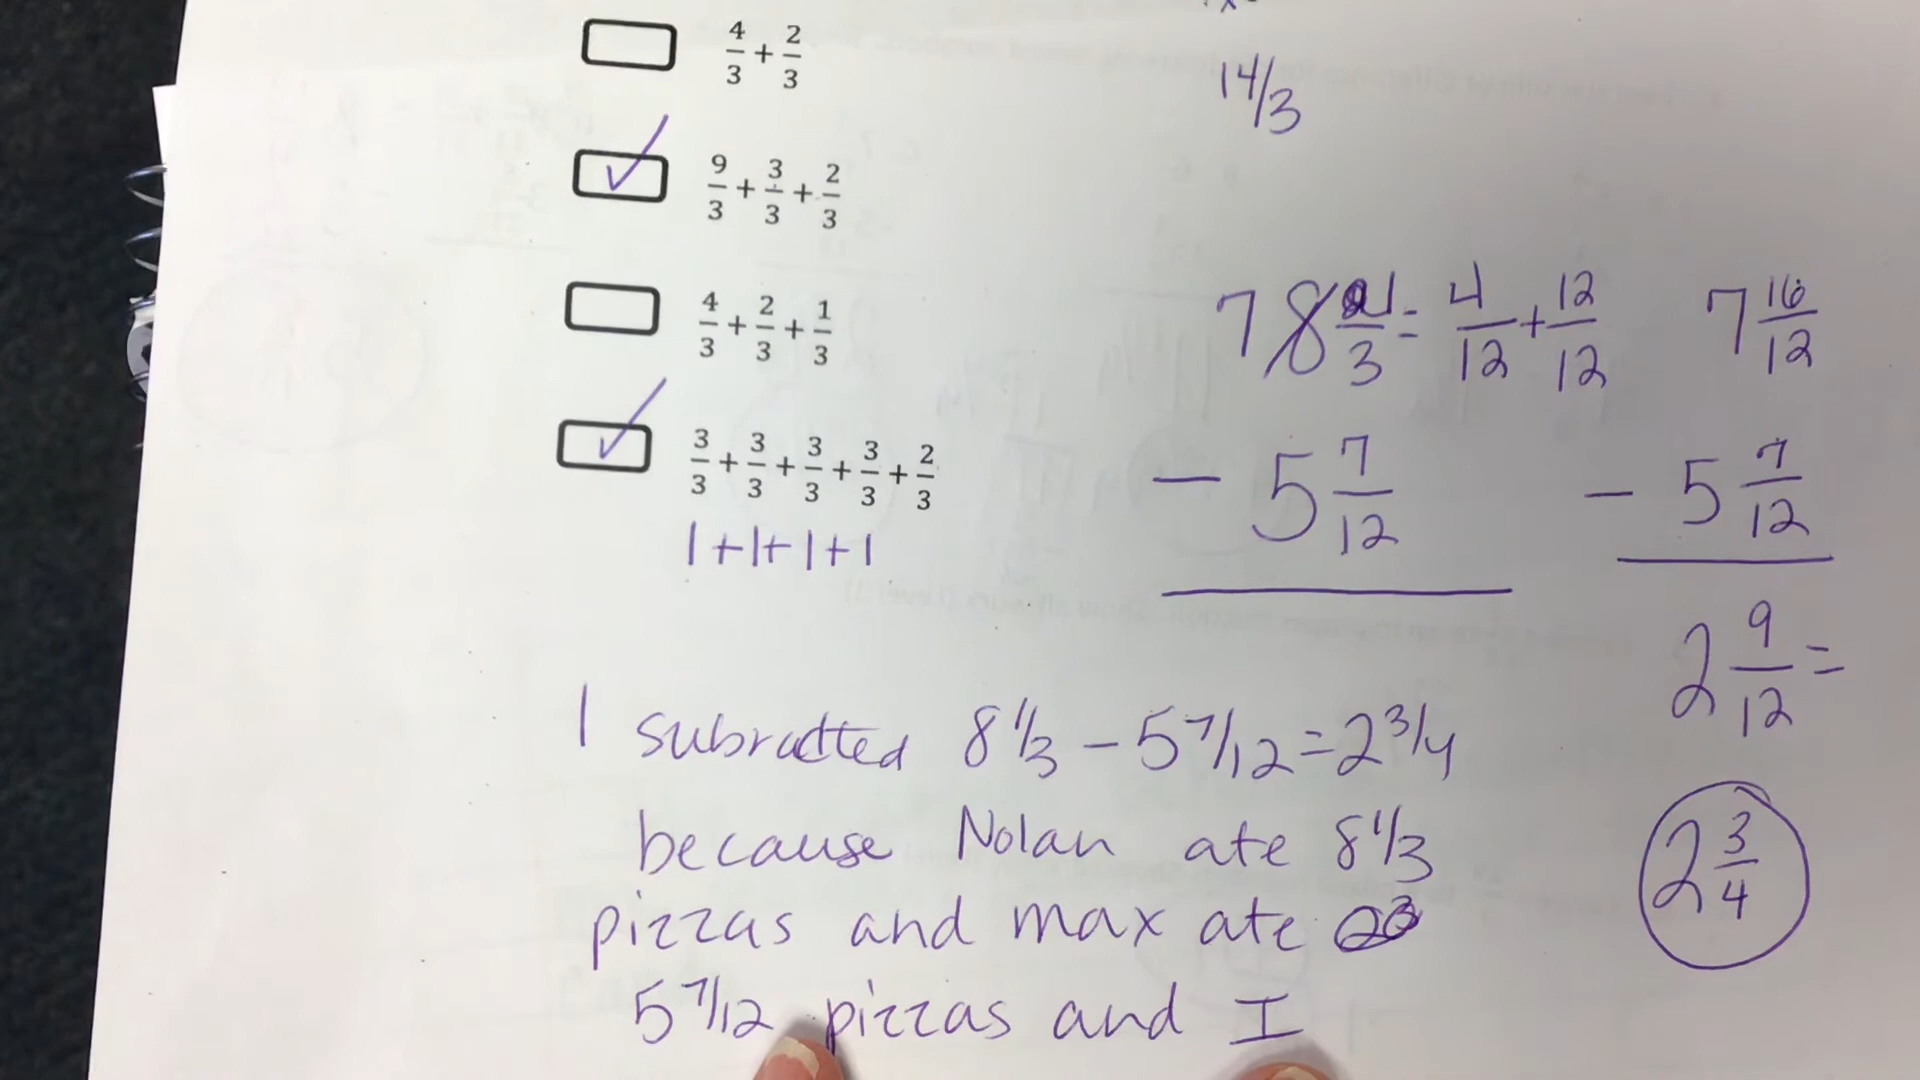 4/3 + 2/3
14/3
✓ 9/3 + 3/3 + 2/3
4/3 + 2/3 + 1/3
✓ 3/3 + 3/3 + 3/3 + 3/3 + 2/3
1+1+1+1
7 8 1/3 = 4/12 + 12/12
- 5 7/12
7 16/12
- 5 7/12
2 9/12 =
2 3/4
I subratted 8 1/3 - 5 7/12 = 2 3/4
because Nolan ate 8 1/3
pizzas and max ate
5 7/12 pizzas and I